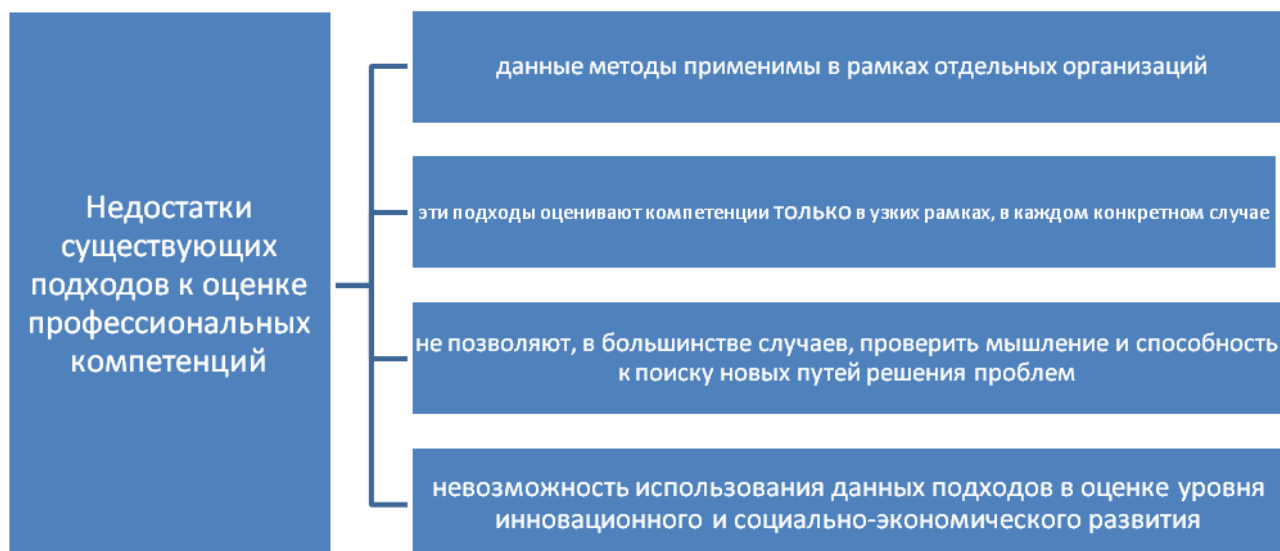 Недостатки
существующих
подходов к оценке
профессиональных
компетенций
данные методы применимы в рамках отдельных организаций
эти подходы оценивают компетенции ТОЛЬКО в узких рамках, в каждом конкретном случае
не позволяют, в большинстве случаев, проверить мышление и способность
к поиску новых путей решения проблем
невозможность использования данных подходов в оценке уровня
инновационного и социально-экономического развития